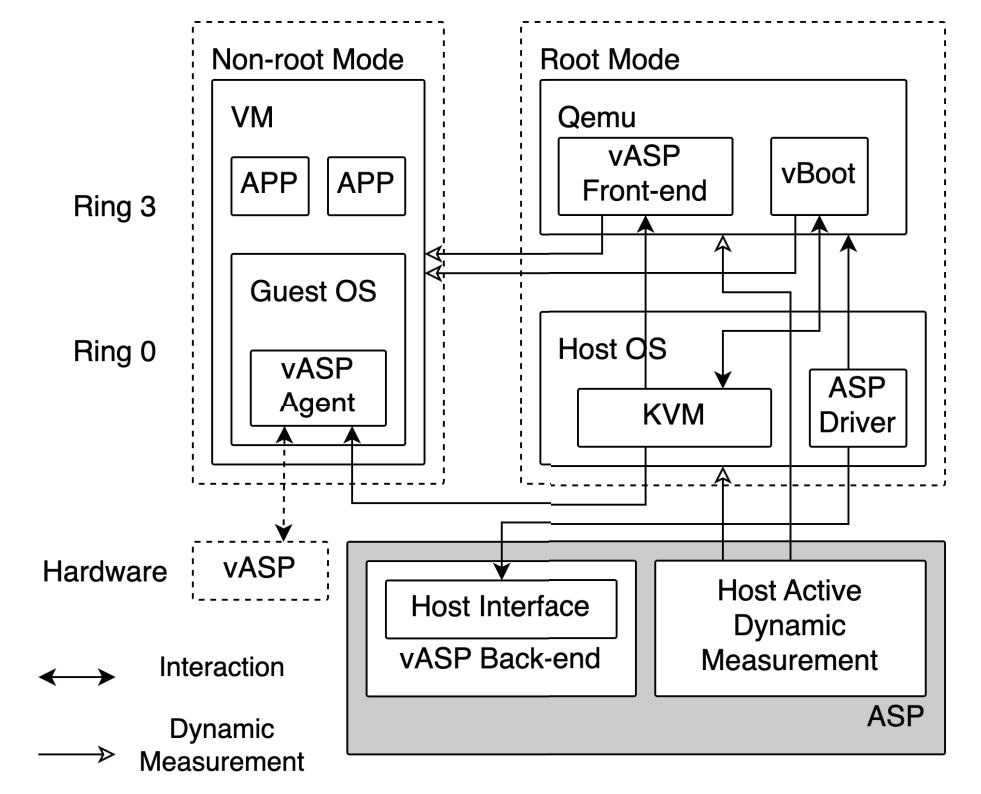 Non-root Mode
VM
APP
APP
Guest OS
vASP
Agent
Root Mode
Qemu
vASP
Front-end
vBoot
Host OS
KVM
ASP
Driver
Ring 3
Ring 0
Hardware
vASP
Host Interface
vASP Back-end
Host Active
Dynamic
Measurement
ASP
Interaction
Dynamic
Measurement